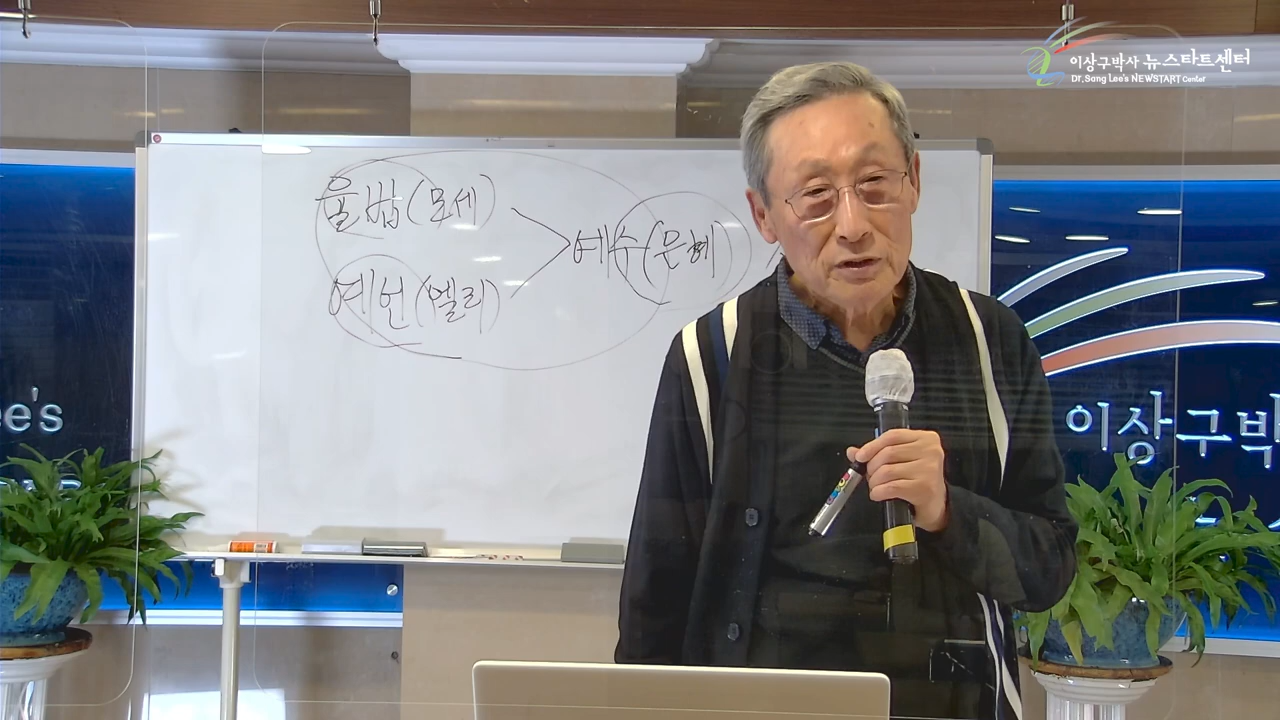 이상구박사 뉴스타트센터
Dr. Sang Lee's NEWSTART Center
율법(모세)
예언(엘리)
예수(은혜)
ee's
이상구박